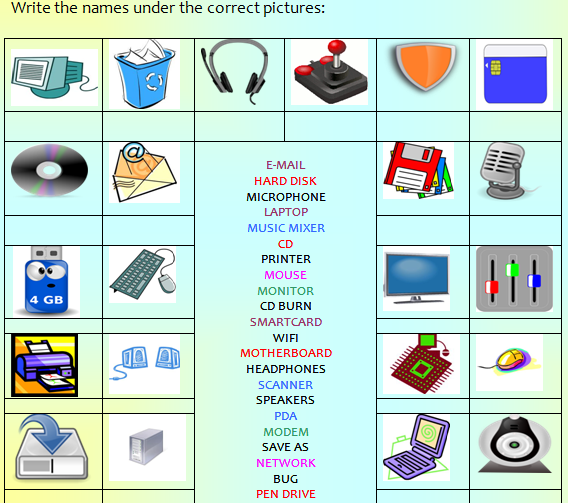 Write the names under the correct pictures:
@
4 GB
E-MAIL
HARD DISK
MICROPHONE
LAPTOP
MUSIC MIXER
CD
PRINTER
MOUSE
MONITOR
CD BURN
SMARTCARD
WIFI
MOTHERBOARD
HEADPHONES
SCANNER
SPEAKERS
PDA
MODEM
SAVE AS
NETWORK
BUG
PEN DRIVE